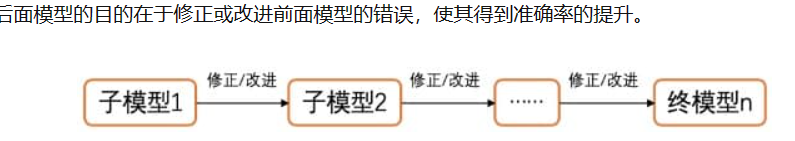 后面模型的目的在于修正或改进前面模型的错误，使其得到准确率的提升。
子模型1 修正/改进 子模型2 修正/改进 …… 修正/改进 终模型n